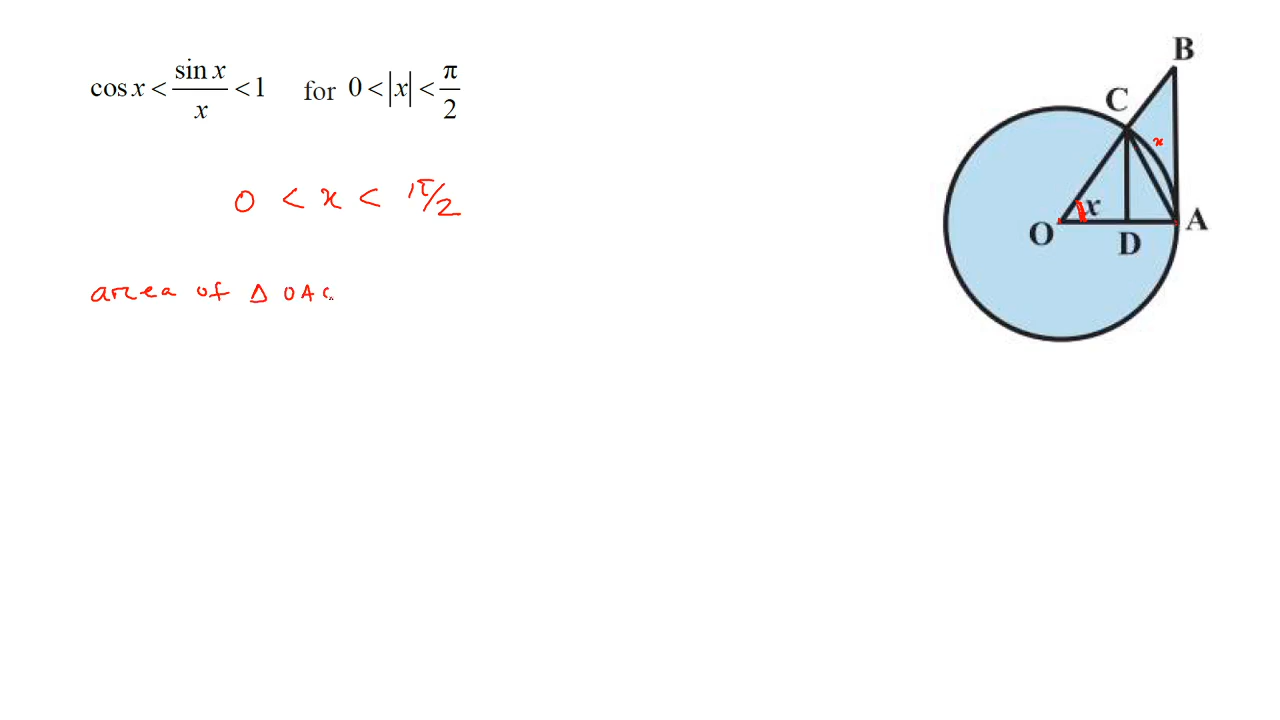 cos x < sin x / x < 1 for 0 < |x| < π/2
0 < x < π/2
area of Δ OAC
B
C
x
x
O
D
A